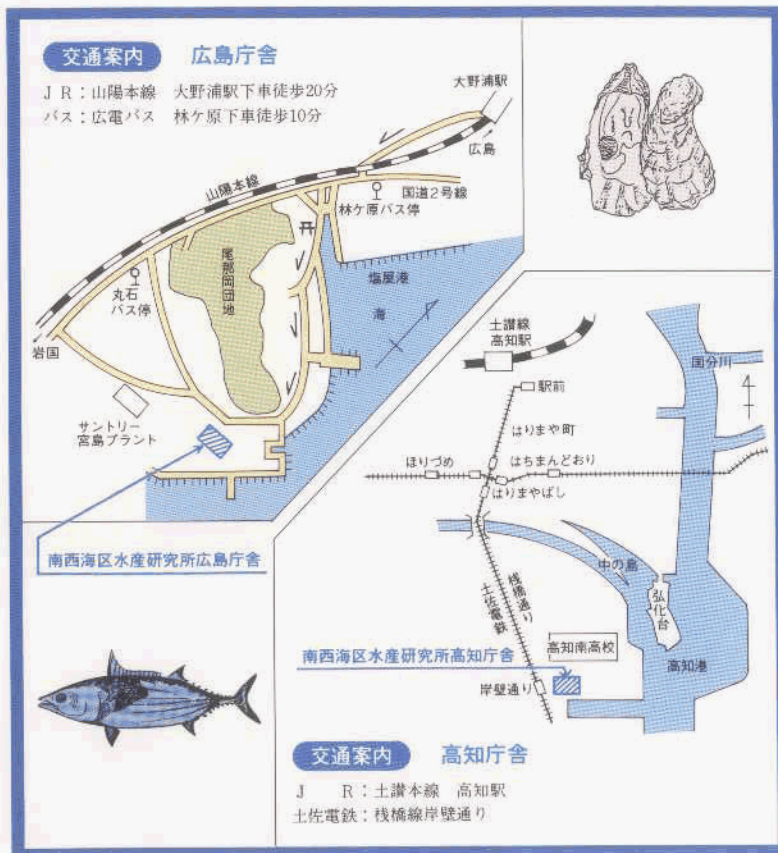 交通案内 広島庁舎
JR：山陽本線 大野浦駅下車徒歩20分
バス：広電バス 林ケ原下車徒歩10分
大野浦駅
広島
山陽本線
国道2号線
林ケ原バス停
尾那岡団地
塩屋港
海
丸石
バス停
岩国
サントリー
宮島プラント
南西海区水産研究所広島庁舎
土讃線
高知駅
国分川
駅前
はりまや町
ほりづめ
はちまんどおり
はりまやばし
中の島
桟橋通り
土佐電鉄
弘化台
高知南高校
南西海区水産研究所高知庁舎
高知港
岸壁通り
交通案内 高知庁舎
J R：土讃本線 高知駅
土佐電鉄：桟橋線岸壁通り